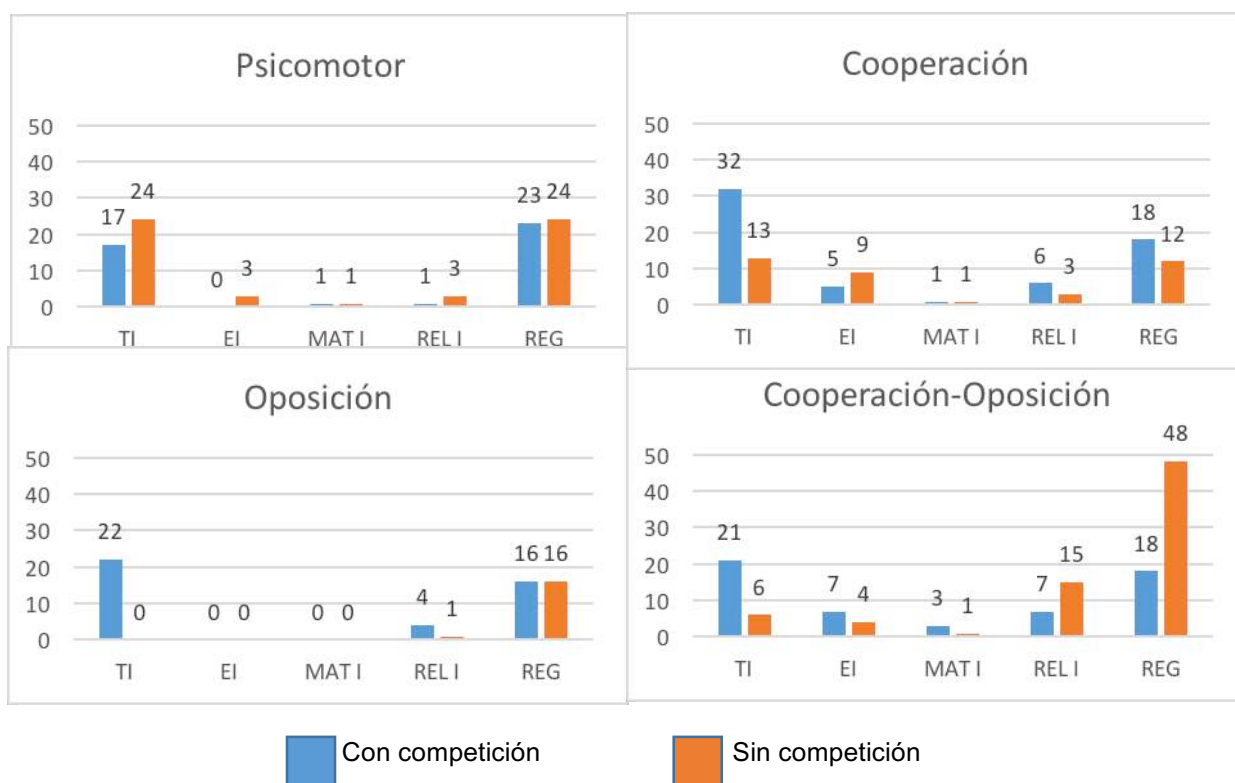 Psicomotor
50
40
30
20
10
0
17 24 0 3 1 1 1 3 23 24
TI EI MAT I REL I REG
Cooperación
50
40
30
20
10
0
32 13 5 9 1 1 6 3 18 12
TI EI MAT I REL I REG
Oposición
50
40
30
20
10
0
22 0 0 0 0 0 4 1 16 16
TI EI MAT I REL I REG
Cooperación-Oposición
50
40
30
20
10
0
21 6 7 4 3 1 7 15 18 48
TI EI MAT I REL I REG
Con competición Sin competición